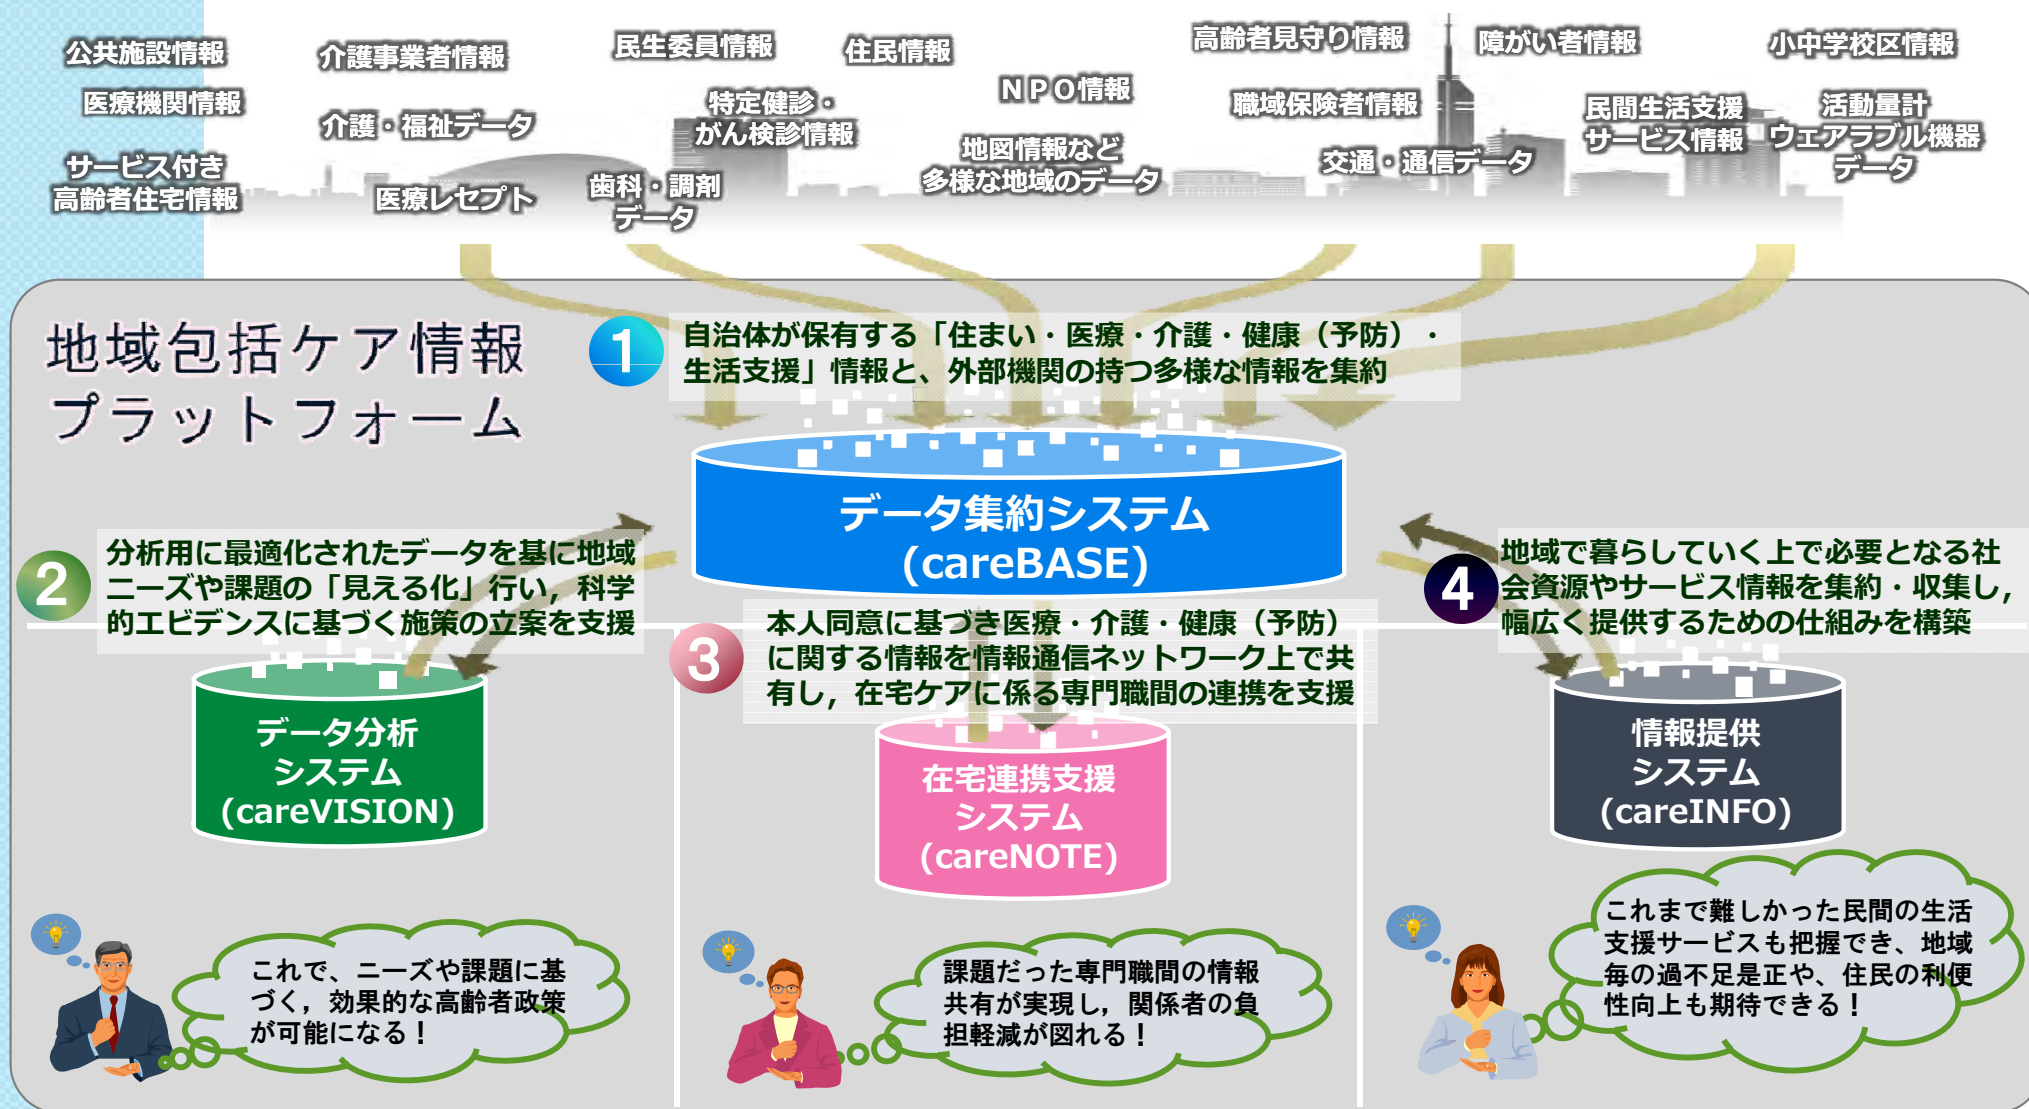 公共施設情報
介護事業者情報
民生委員情報
住民情報
高齢者見守り情報
障がい者情報
小中学校区情報
医療機関情報
介護・福祉データ
特定健診・
がん検診情報
ＮＰＯ情報
職域保険者情報
民間生活支援
サービス情報
活動量計
ウェアラブル機器
データ
サービス付き
高齢者住宅情報
医療レセプト
歯科・調剤
データ
地図情報など
多様な地域のデータ
交通・通信データ
地域包括ケア情報
プラットフォーム
1
自治体が保有する「住まい・医療・介護・健康（予防）・
生活支援」情報と、外部機関の持つ多様な情報を集約
データ集約システム
(careBASE)
2
分析用に最適化されたデータを基に地域
ニーズや課題の「見える化」行い，科学
的エビデンスに基づく施策の立案を支援
データ分析
システム
(careVISION)
これで、ニーズや課題に基
づく，効果的な高齢者政策
が可能になる！
3
本人同意に基づき医療・介護・健康（予防）
に関する情報を情報通信ネットワーク上で共
有し，在宅ケアに係る専門職間の連携を支援
在宅連携支援
システム
(careNOTE)
課題だった専門職間の情報
共有が実現し，関係者の負
担軽減が図れる！
4
地域で暮らしていく上で必要となる社
会資源やサービス情報を集約・収集し，
幅広く提供するための仕組みを構築
情報提供
システム
(careINFO)
これまで難しかった民間の生活
支援サービスも把握でき、地域
毎の過不足是正や、住民の利便
性向上も期待できる！